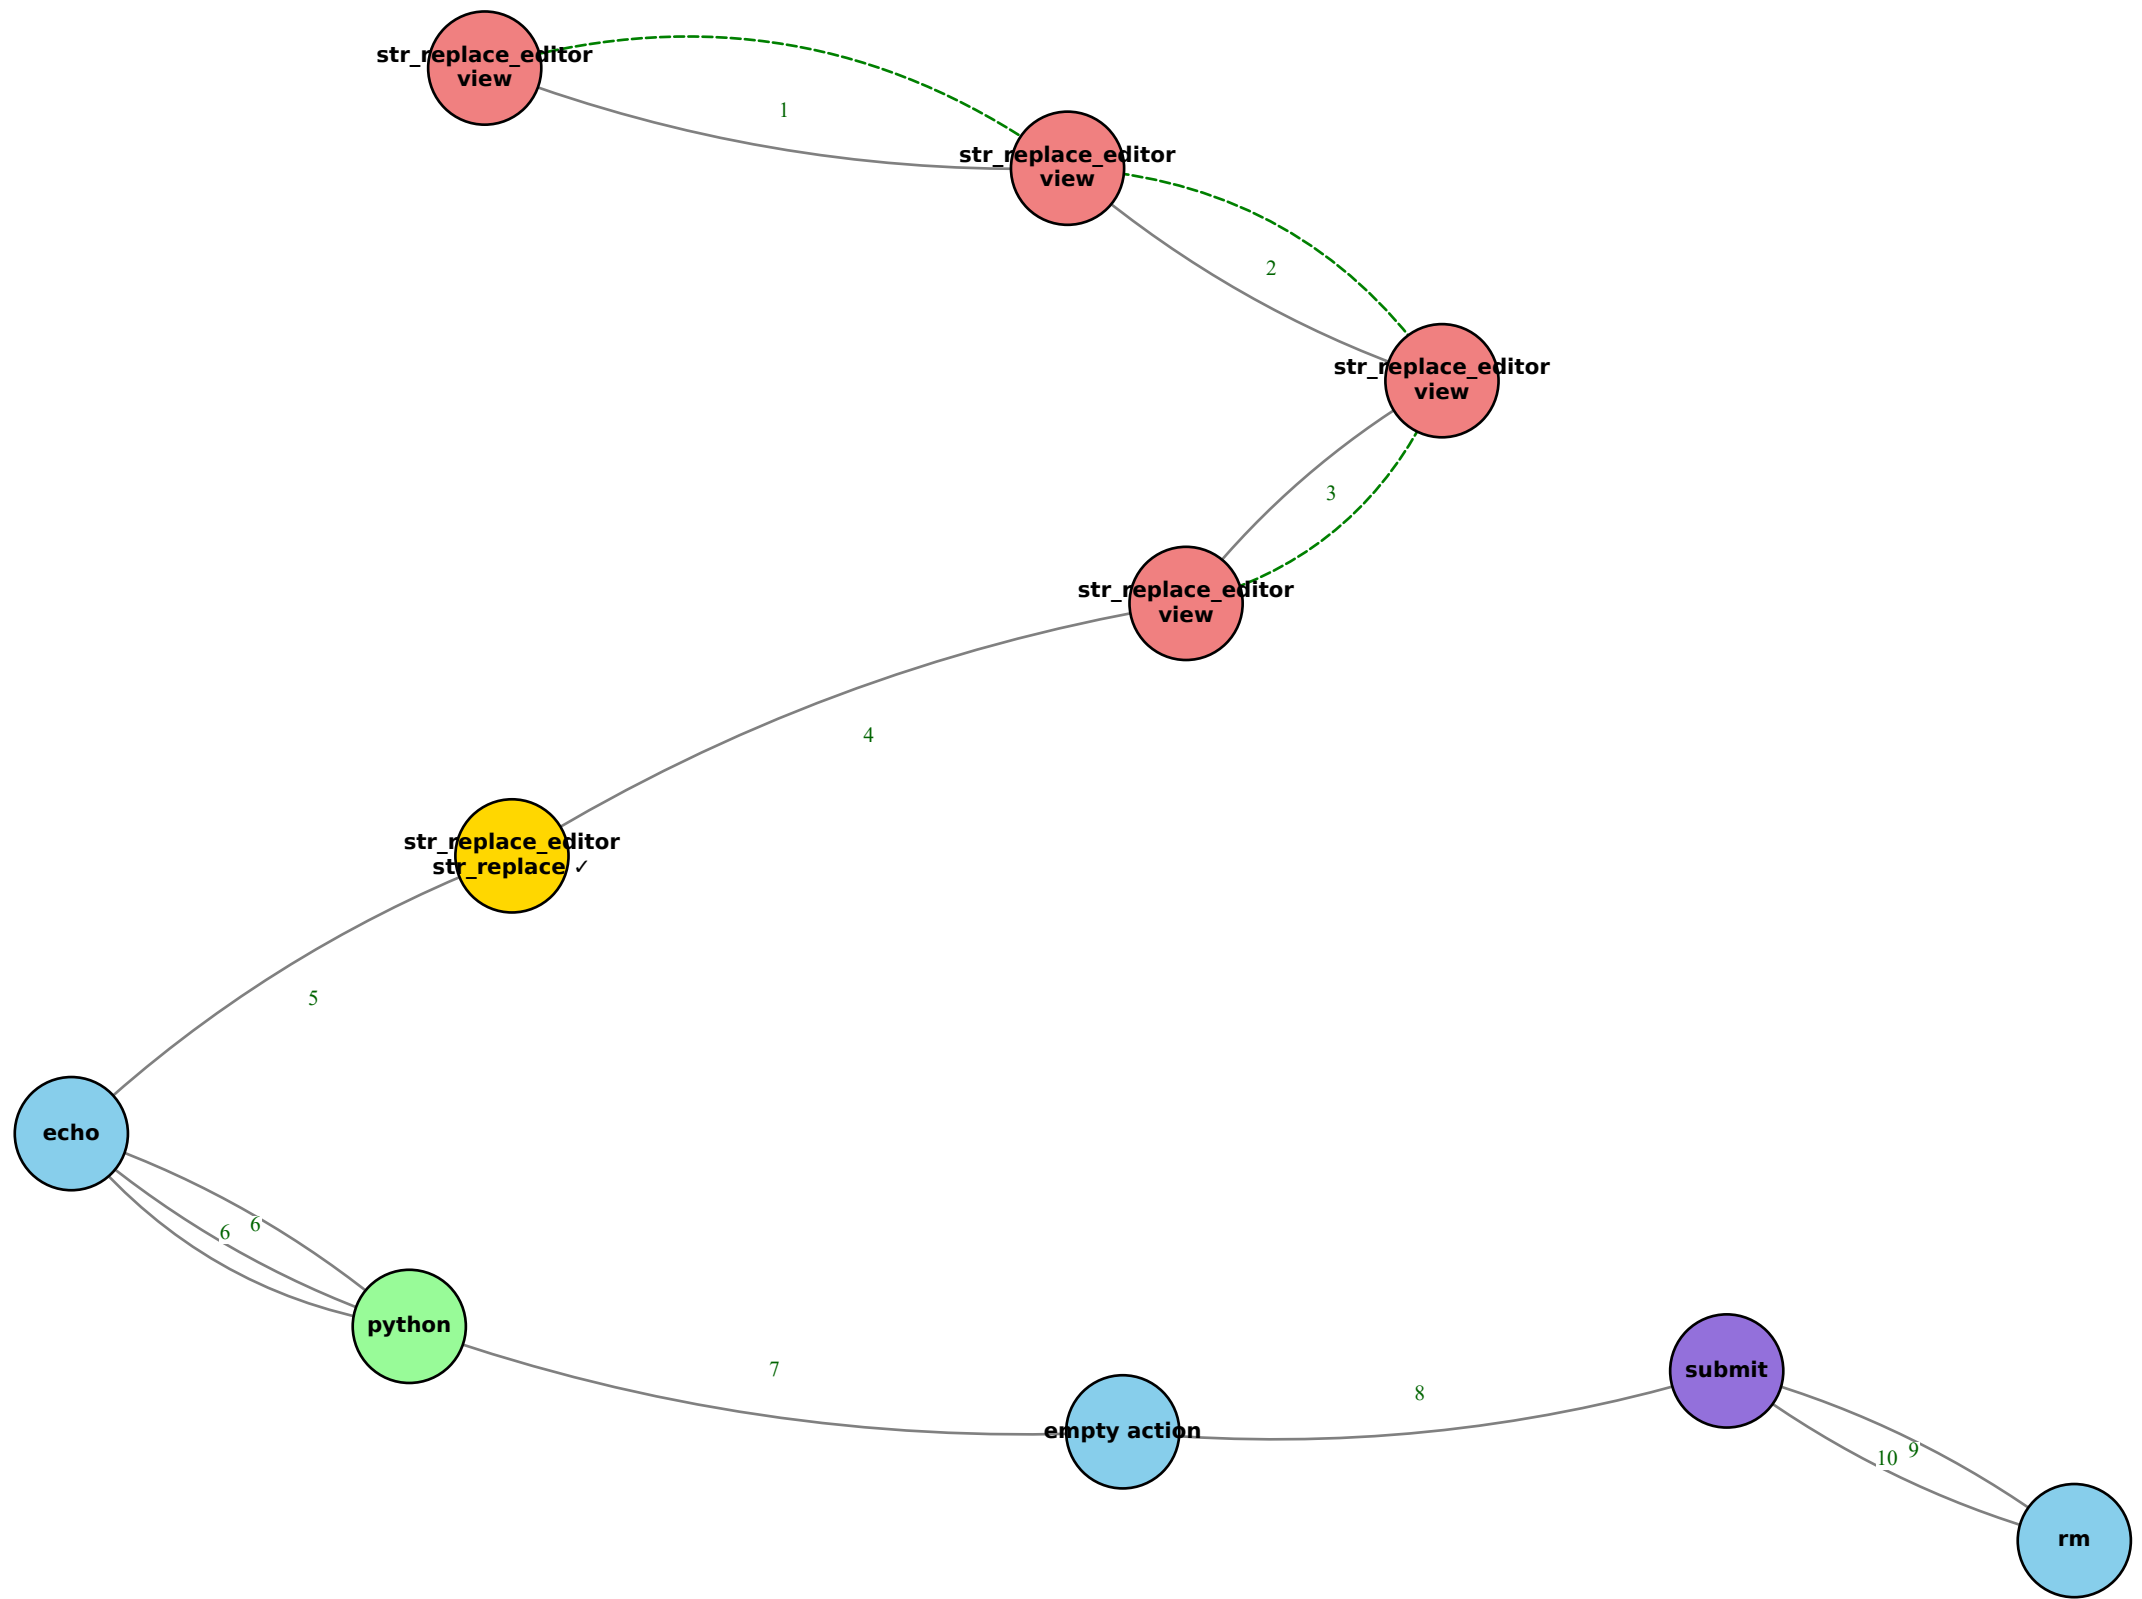 str_replace_editor
view
1
str_replace_editor
view
2
str_replace_editor
view
3
str_replace_editor
view
4
str_replace_editor
str_replace ✓
5
echo
6
6
python
7
empty action
8
submit
9
10
rm